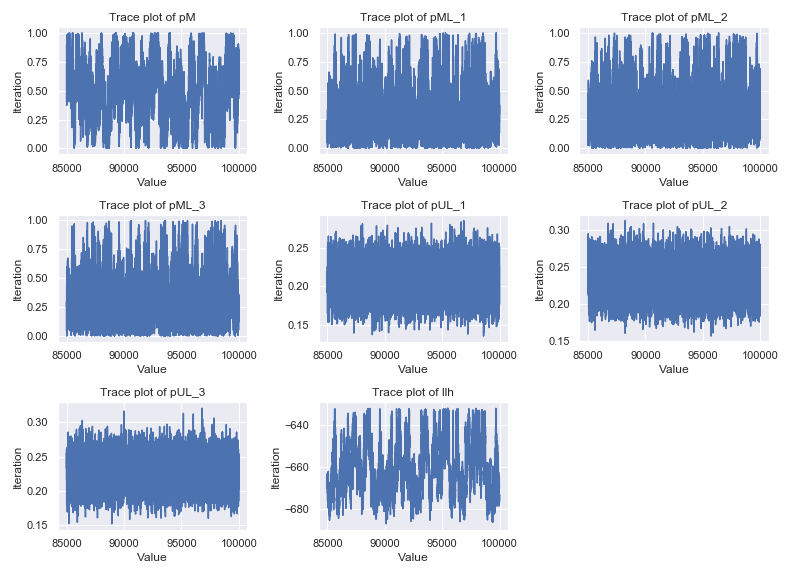 Trace plot of pM
Iteration
1.00
0.75
0.50
0.25
0.00
85000 90000 95000 100000
Value
Trace plot of pML_1
Iteration
1.00
0.75
0.50
0.25
0.00
85000 90000 95000 100000
Value
Trace plot of pML_2
Iteration
1.00
0.75
0.50
0.25
0.00
85000 90000 95000 100000
Value
Trace plot of pML_3
Iteration
1.00
0.75
0.50
0.25
0.00
85000 90000 95000 100000
Value
Trace plot of pUL_1
Iteration
0.25
0.20
0.15
85000 90000 95000 100000
Value
Trace plot of pUL_2
Iteration
0.30
0.25
0.20
0.15
85000 90000 95000 100000
Value
Trace plot of pUL_3
Iteration
0.30
0.25
0.20
0.15
85000 90000 95000 100000
Value
Trace plot of llh
Iteration
−640
−660
−680
85000 90000 95000 100000
Value